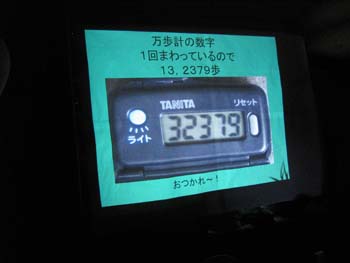 万歩計の数字
1回まわっているので
13, 2379歩
TANITA リセット
32379
ライト
おつかれ~!